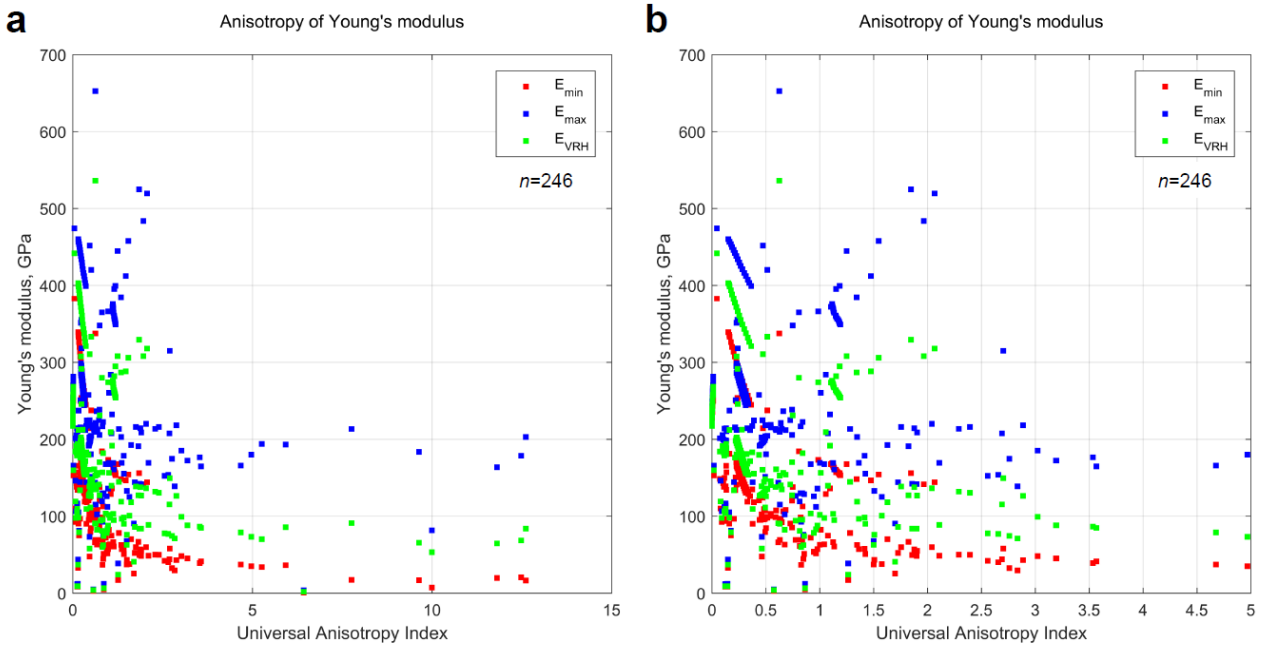 a
Anisotropy of Young's modulus
700
600
500
400
300
200
100
0
Young's modulus, GPa
E_min
E_max
E_VRH
n=246
0
5
10
15
Universal Anisotropy Index
b
Anisotropy of Young's modulus
700
600
500
400
300
200
100
0
Young's modulus, GPa
E_min
E_max
E_VRH
n=246
0
0.5
1
1.5
2
2.5
3
3.5
4
4.5
5
Universal Anisotropy Index